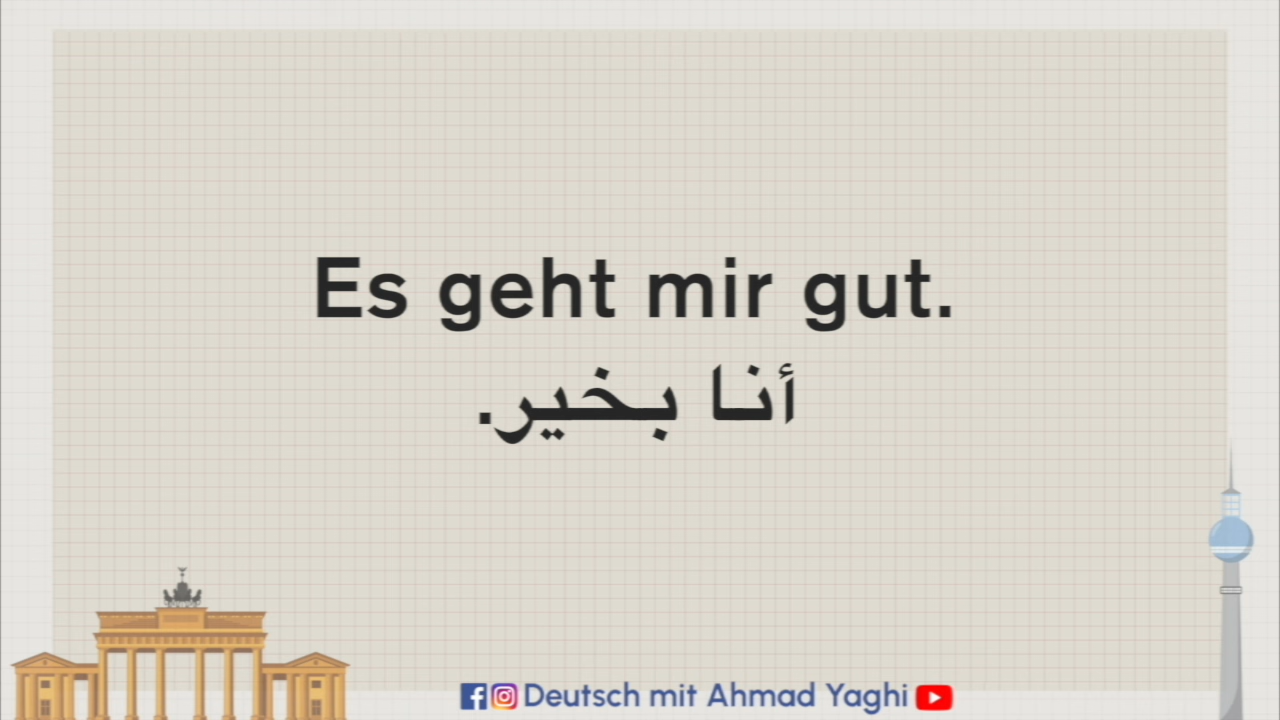 Es geht mir gut.
أنا بخير.
Deutsch mit Ahmad Yaghi